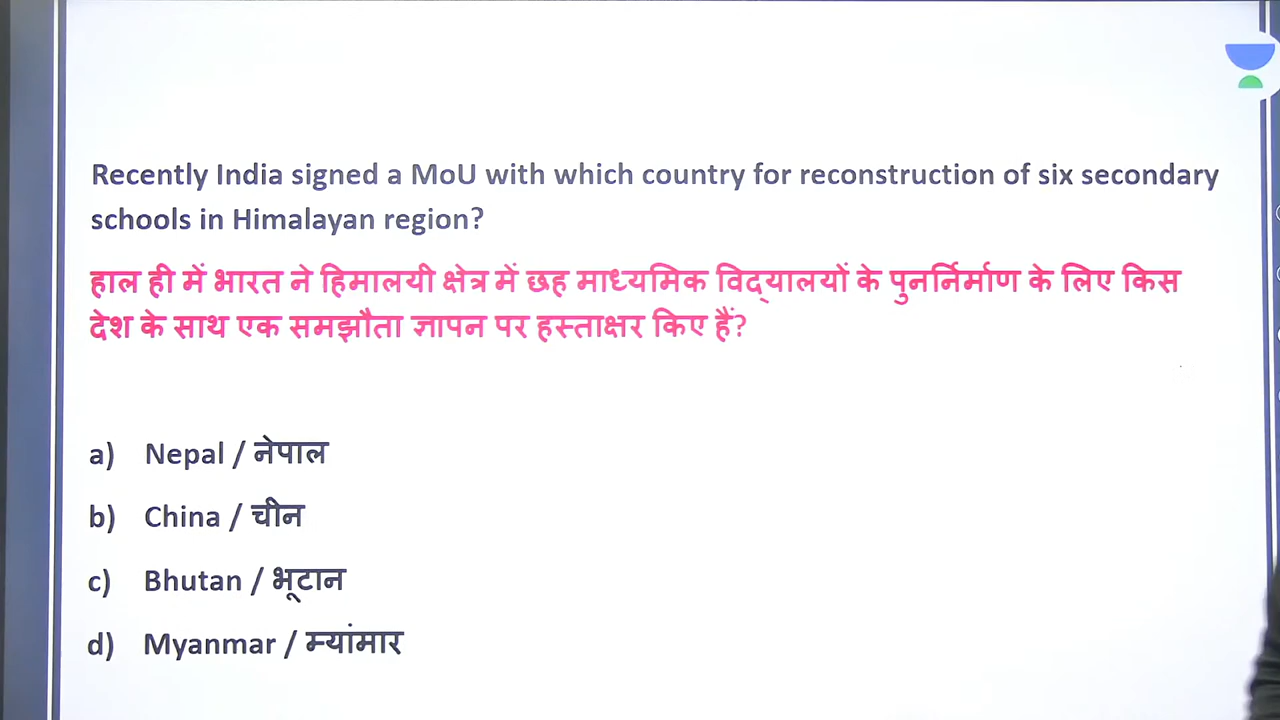 Recently India signed a MoU with which country for reconstruction of six secondary
schools in Himalayan region?
हाल ही में भारत ने हिमालयी क्षेत्र में छह माध्यमिक विद्यालयों के पुनर्निर्माण के लिए किस
देश के साथ एक समझौता ज्ञापन पर हस्ताक्षर किए हैं?
a) Nepal / नेपाल
b) China / चीन
c) Bhutan / भूटान
d) Myanmar / म्यांमार